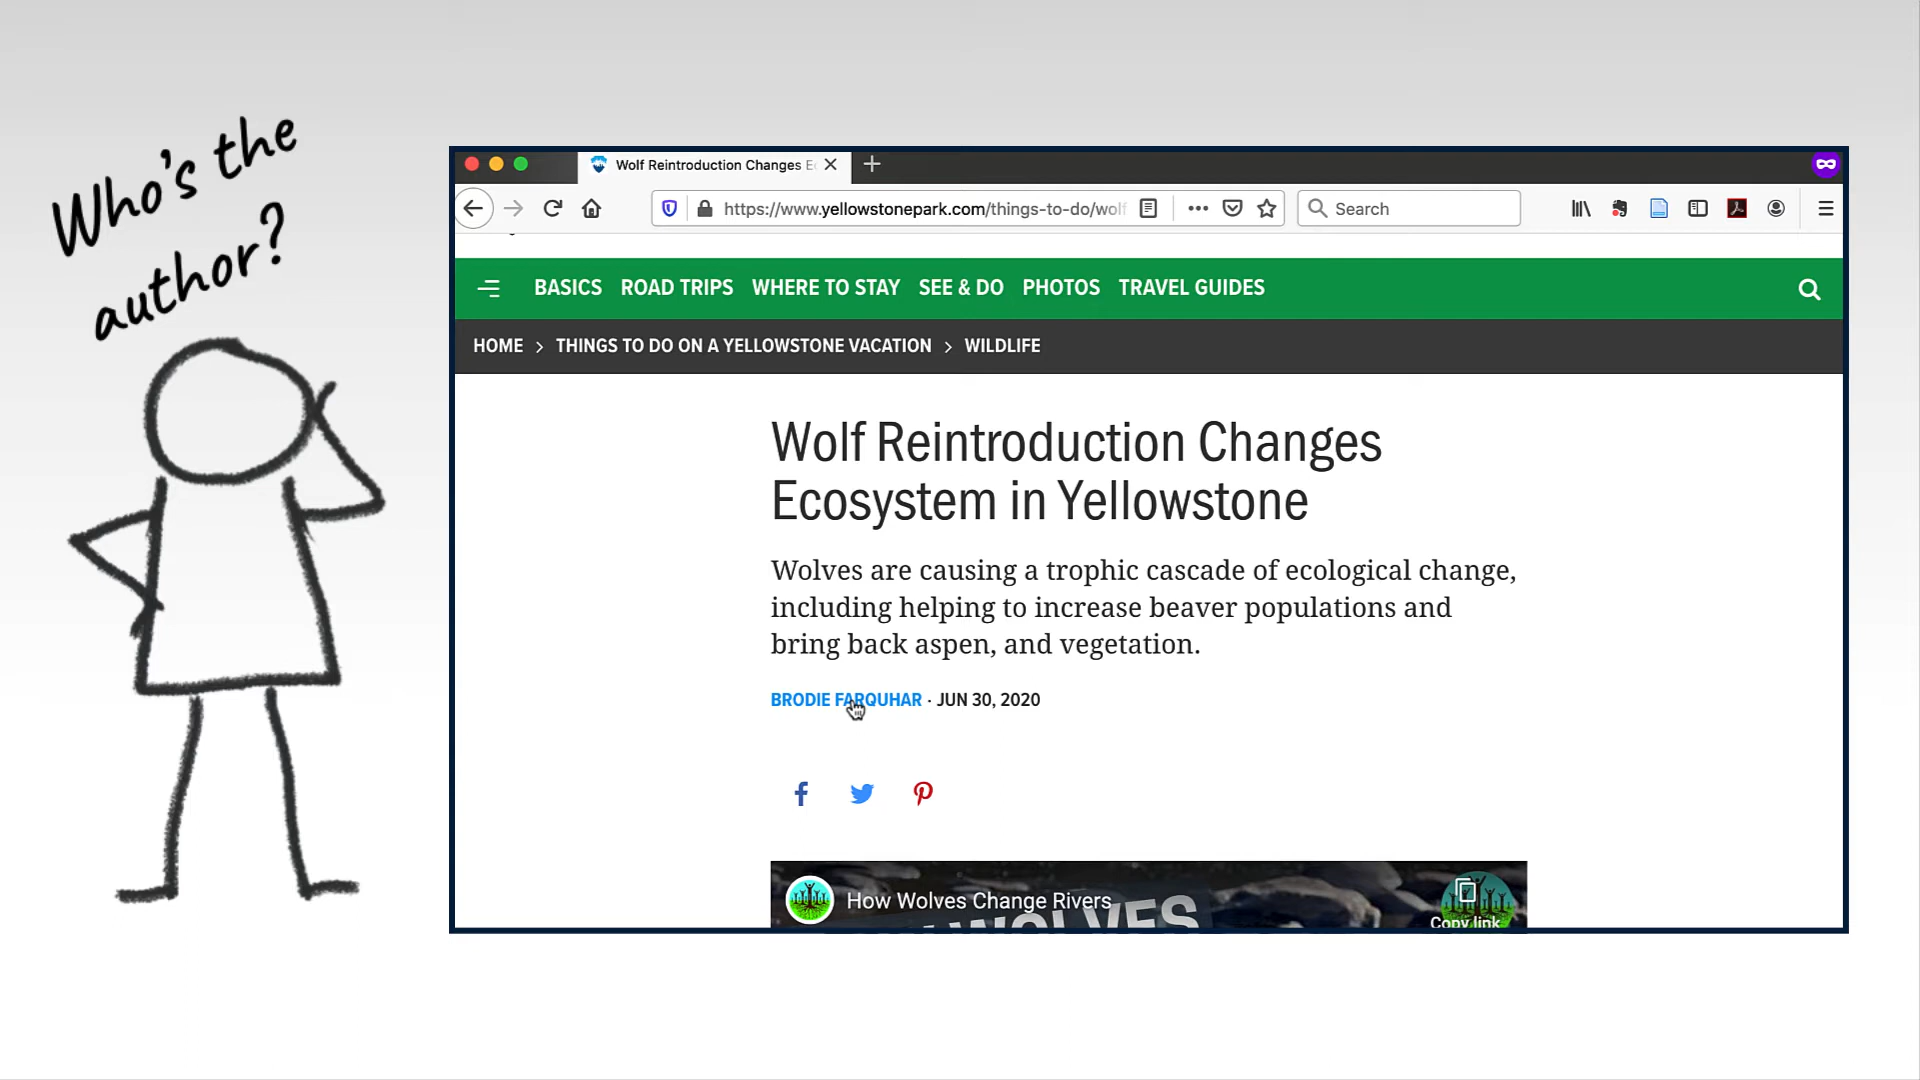 Who's the
author?
Wolf Reintroduction Changes E
https://www.yellowstonepark.com/things-to-do/wolf
Search
BASICS ROAD TRIPS WHERE TO STAY SEE & DO PHOTOS TRAVEL GUIDES
HOME > THINGS TO DO ON A YELLOWSTONE VACATION > WILDLIFE
Wolf Reintroduction Changes
Ecosystem in Yellowstone
Wolves are causing a trophic cascade of ecological change,
including helping to increase beaver populations and
bring back aspen, and vegetation.
BRODIE FARQUHAR · JUN 30, 2020
How Wolves Change Rivers
Copy link
WOLVES